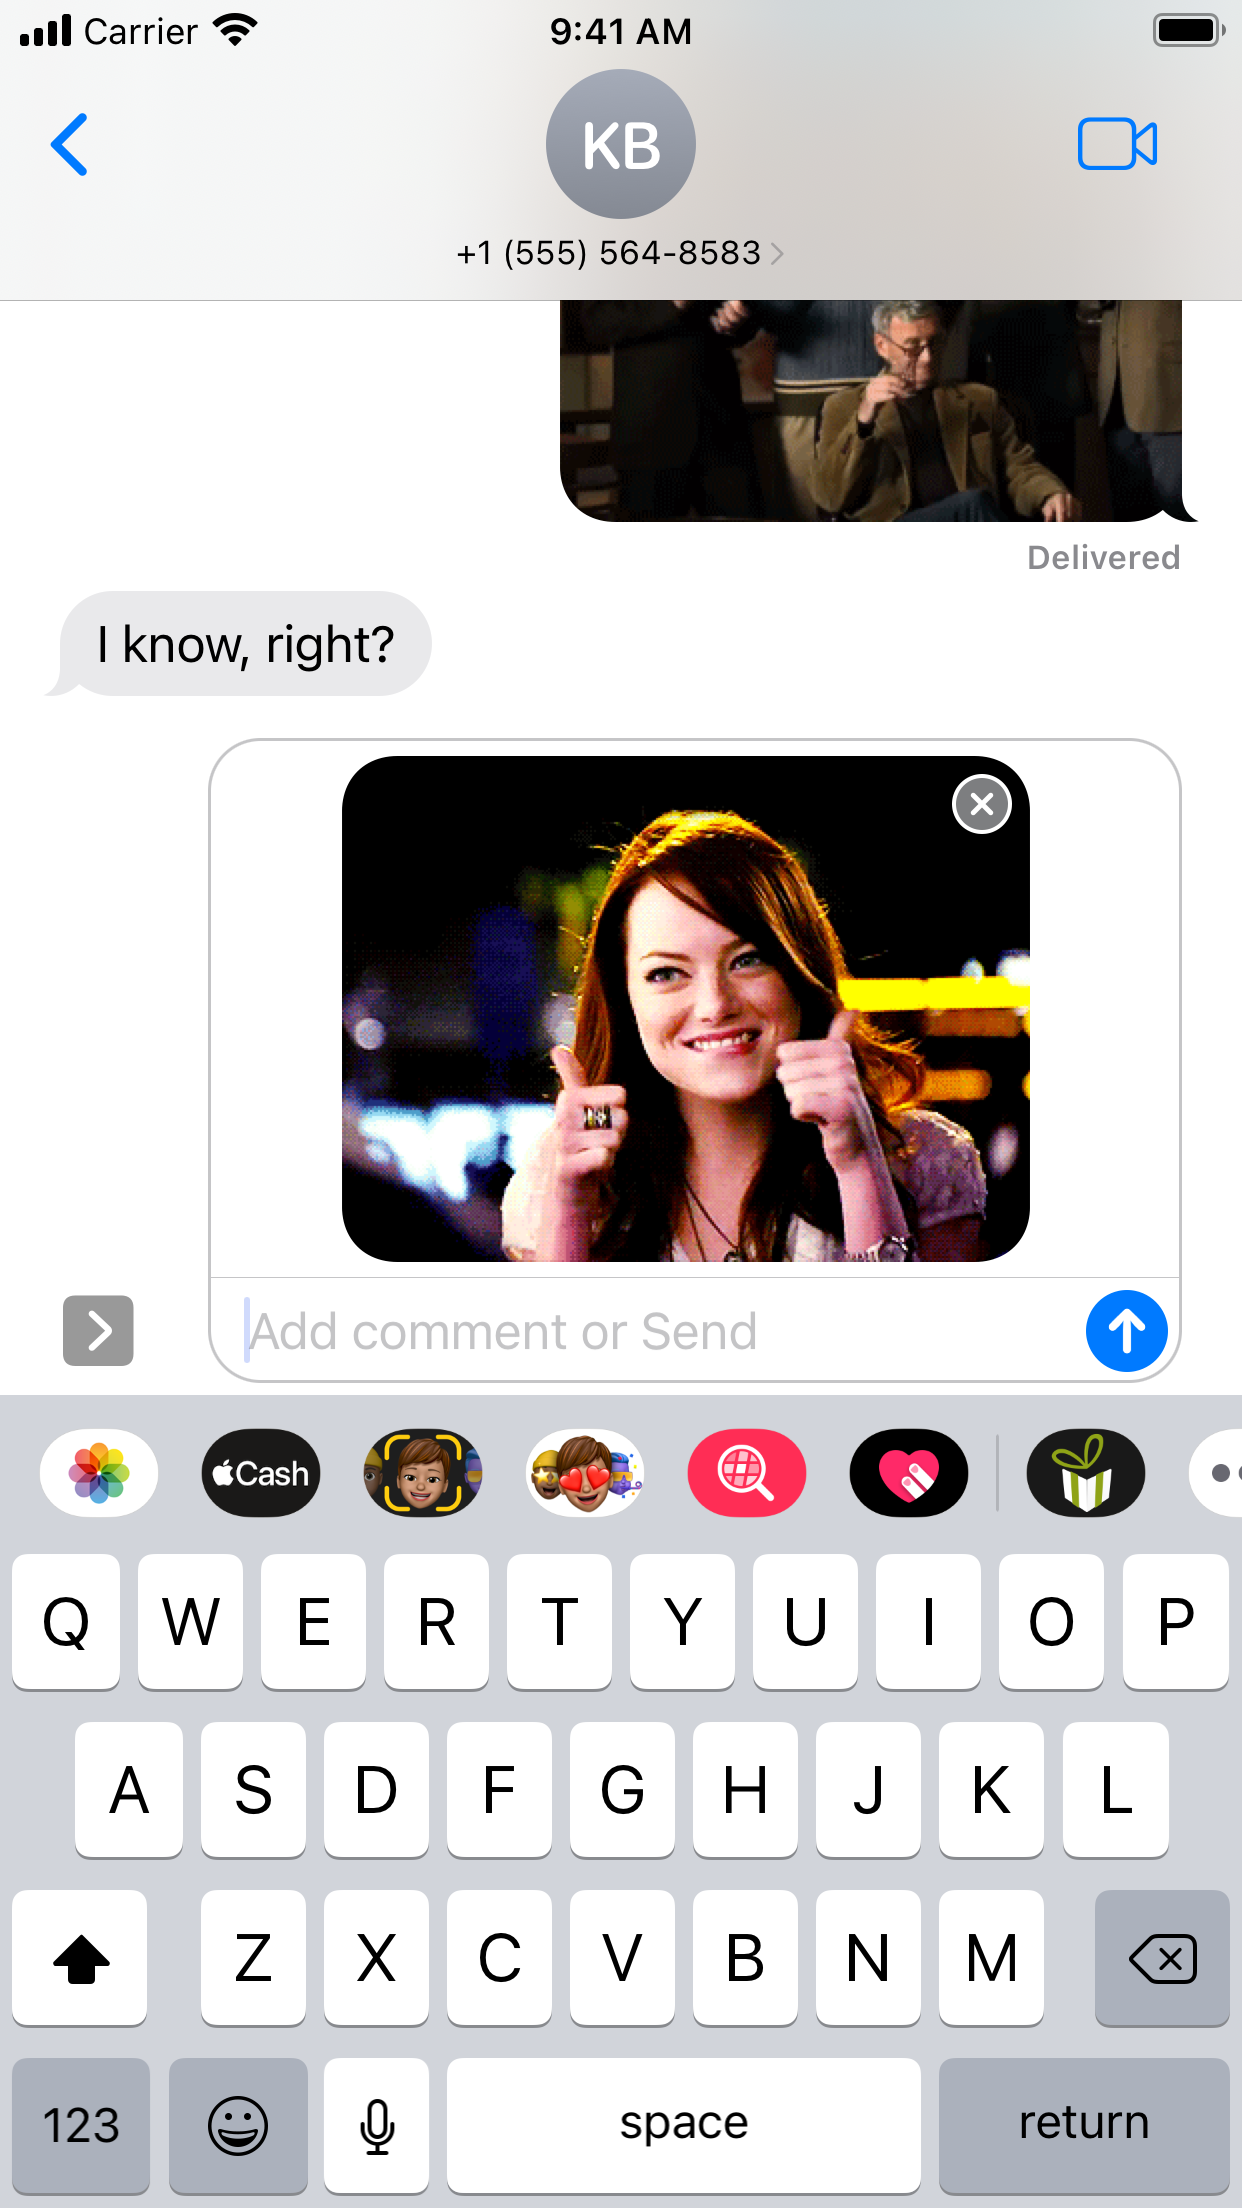 Carrier
9:41 AM
KB
+1 (555) 564-8583
Delivered
I know, right?
Add comment or Send
Cash
Q W E R T Y U I O P
A S D F G H J K L
Z X C V B N M
123
space
return